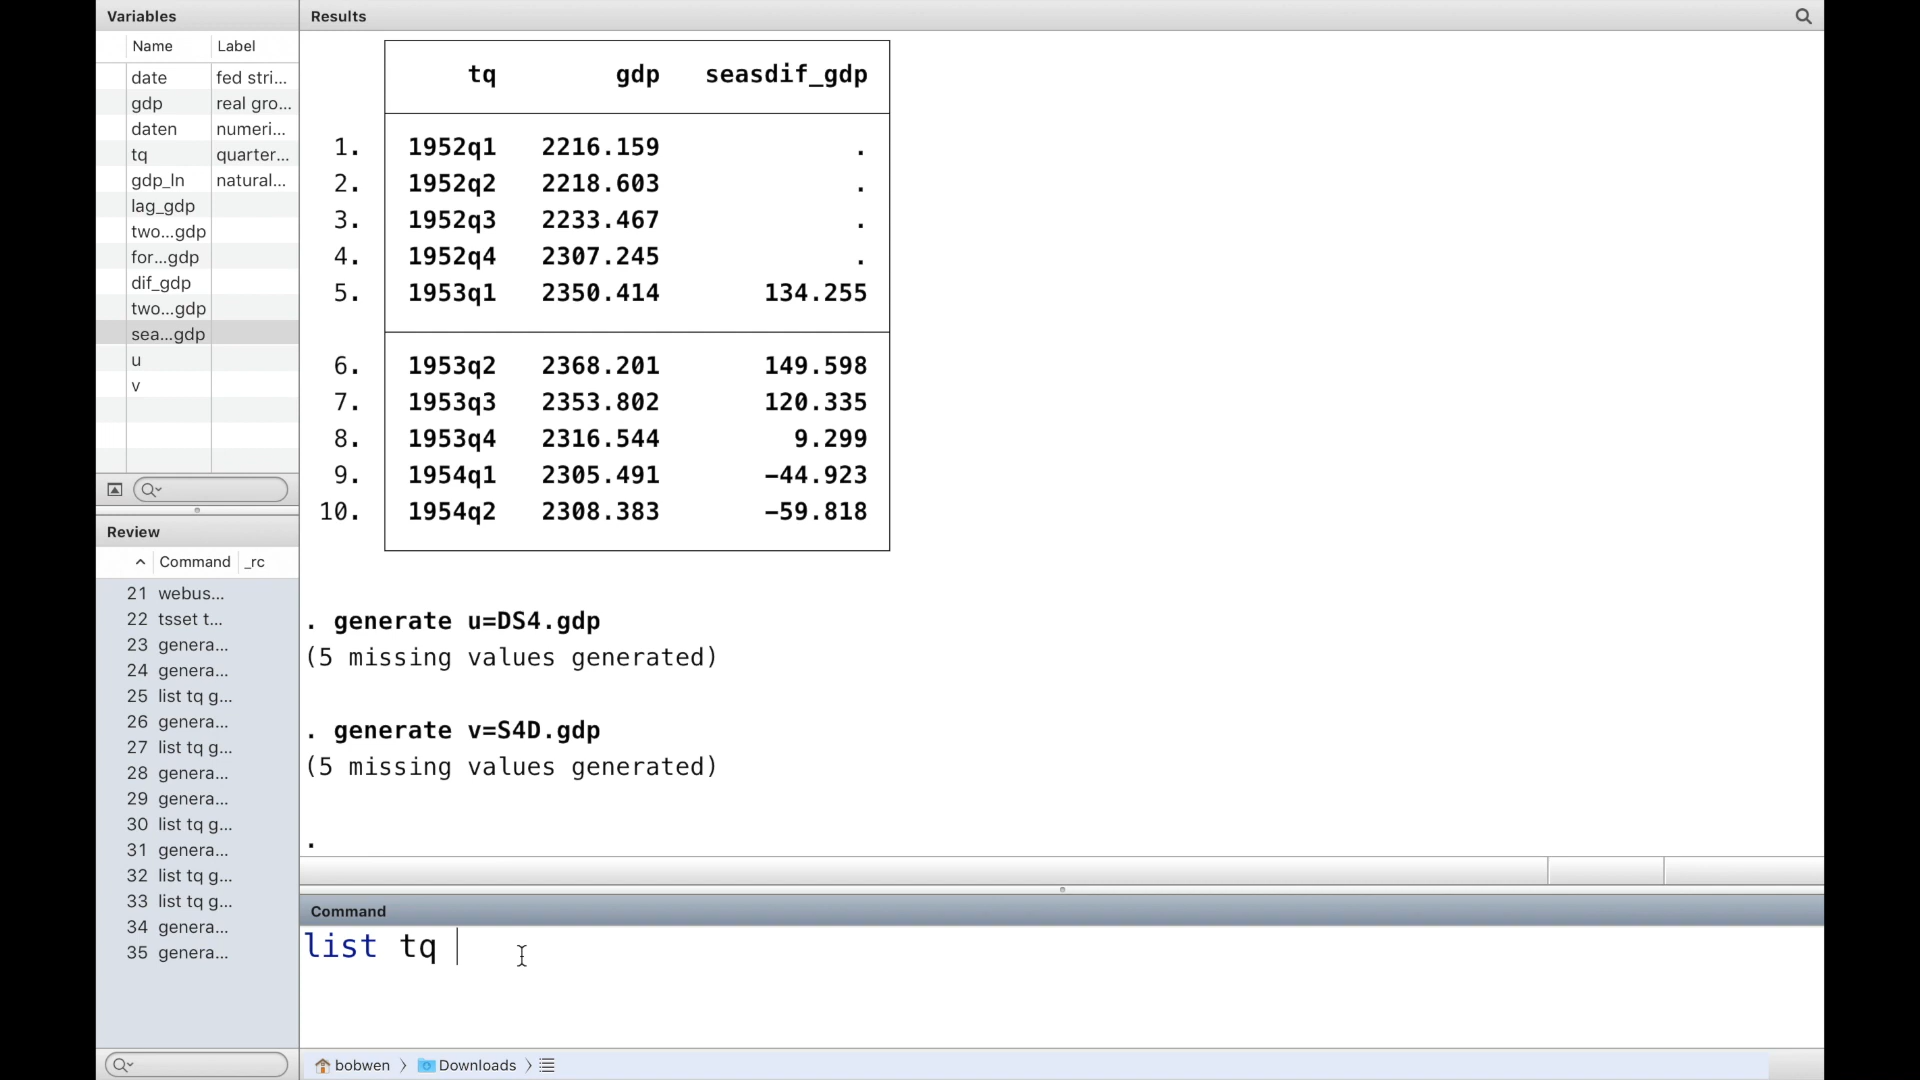 Variables
Name Label
date fed stri...
gdp real gro...
daten numeri...
tq quarter...
gdp_ln natural...
lag_gdp
two...gdp
for...gdp
dif_gdp
two...gdp
sea...gdp
u
v
Review
Command _rc
21 webus...
22 tsset t...
23 genera...
24 genera...
25 list tq g...
26 genera...
27 list tq g...
28 genera...
29 genera...
30 list tq g...
31 genera...
32 list tq g...
33 list tq g...
34 genera...
35 genera...
Results
tq gdp seasdif_gdp
1. 1952q1 2216.159 .
2. 1952q2 2218.603 .
3. 1952q3 2233.467 .
4. 1952q4 2307.245 .
5. 1953q1 2350.414 134.255
6. 1953q2 2368.201 149.598
7. 1953q3 2353.802 120.335
8. 1953q4 2316.544 9.299
9. 1954q1 2305.491 -44.923
10. 1954q2 2308.383 -59.818
. generate u=DS4.gdp
(5 missing values generated)
. generate v=S4D.gdp
(5 missing values generated)
.
Command
list tq
bobwen Downloads